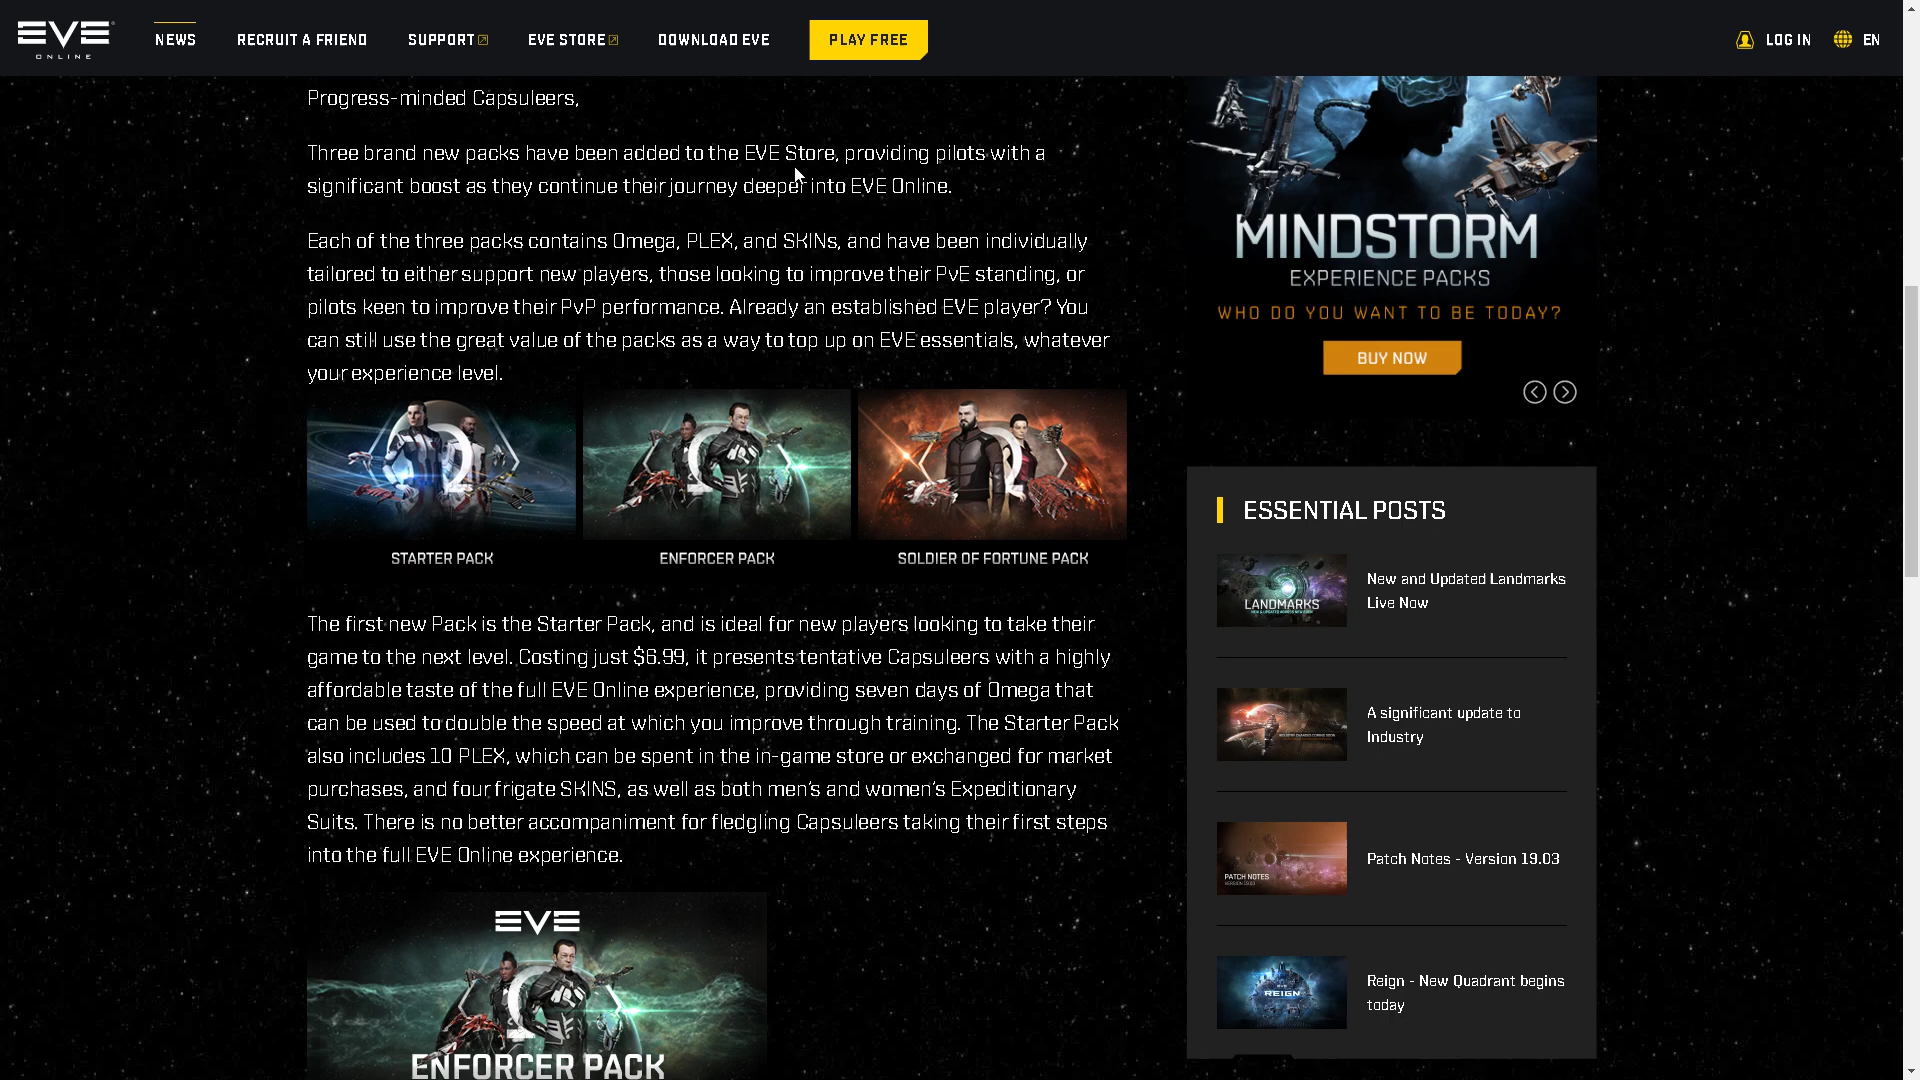 EVE
ONLINE
NEWS
RECRUIT A FRIEND
SUPPORT
EVE STORE
DOWNLOAD EVE
PLAY FREE
LOG IN
EN
Progress-minded Capsuleers,
Three brand new packs have been added to the EVE Store, providing pilots with a
significant boost as they continue their journey deeper into EVE Online.
Each of the three packs contains Omega, PLEX, and SKINs, and have been individually
tailored to either support new players, those looking to improve their PvE standing, or
pilots keen to improve their PvP performance. Already an established EVE player? You
can still use the great value of the packs as a way to top up on EVE essentials, whatever
your experience level.
STARTER PACK
ENFORCER PACK
SOLDIER OF FORTUNE PACK
The first new Pack is the Starter Pack, and is ideal for new players looking to take their
game to the next level. Costing just $6.99, it presents tentative Capsuleers with a highly
affordable taste of the full EVE Online experience, providing seven days of Omega that
can be used to double the speed at which you improve through training. The Starter Pack
also includes 10 PLEX, which can be spent in the in-game store or exchanged for market
purchases, and four frigate SKINS, as well as both men's and women's Expeditionary
Suits. There is no better accompaniment for fledgling Capsuleers taking their first steps
into the full EVE Online experience.
EVE
ENFORCER PACK
MINDSTORM
EXPERIENCE PACKS
WHO DO YOU WANT TO BE TODAY?
BUY NOW
ESSENTIAL POSTS
LANDMARKS
New and Updated Landmarks
Live Now
A significant update to
Industry
PATCH NOTES
Patch Notes - Version 19.03
REIGN
Reign - New Quadrant begins
today